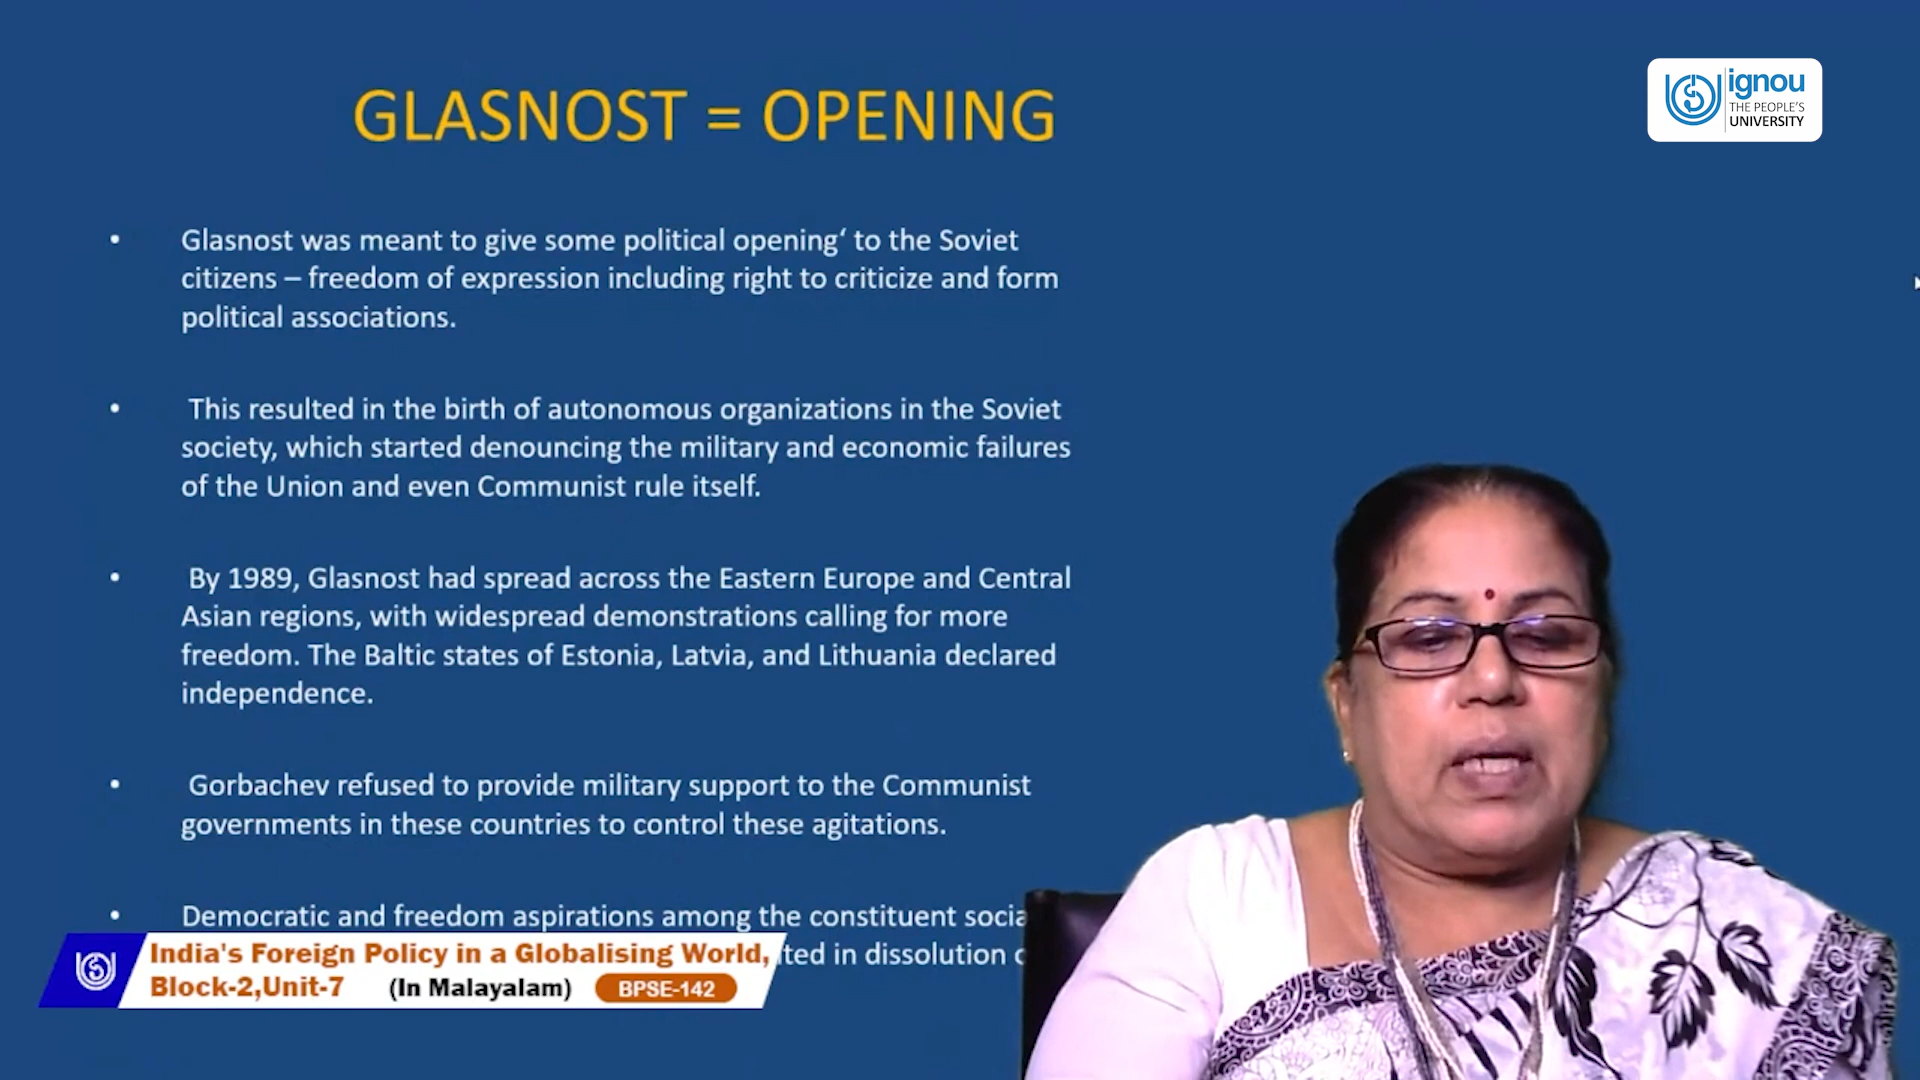 GLASNOST = OPENING
ignou
THE PEOPLE'S
UNIVERSITY
• Glasnost was meant to give some political opening‘ to the Soviet
citizens – freedom of expression including right to criticize and form
political associations.
• This resulted in the birth of autonomous organizations in the Soviet
society, which started denouncing the military and economic failures
of the Union and even Communist rule itself.
• By 1989, Glasnost had spread across the Eastern Europe and Central
Asian regions, with widespread demonstrations calling for more
freedom. The Baltic states of Estonia, Latvia, and Lithuania declared
independence.
• Gorbachev refused to provide military support to the Communist
governments in these countries to control these agitations.
• Democratic and freedom aspirations among the constituent
in dissolution
India's Foreign Policy in a Globalising World,
Block-2,Unit-7 (In Malayalam) BPSE-142